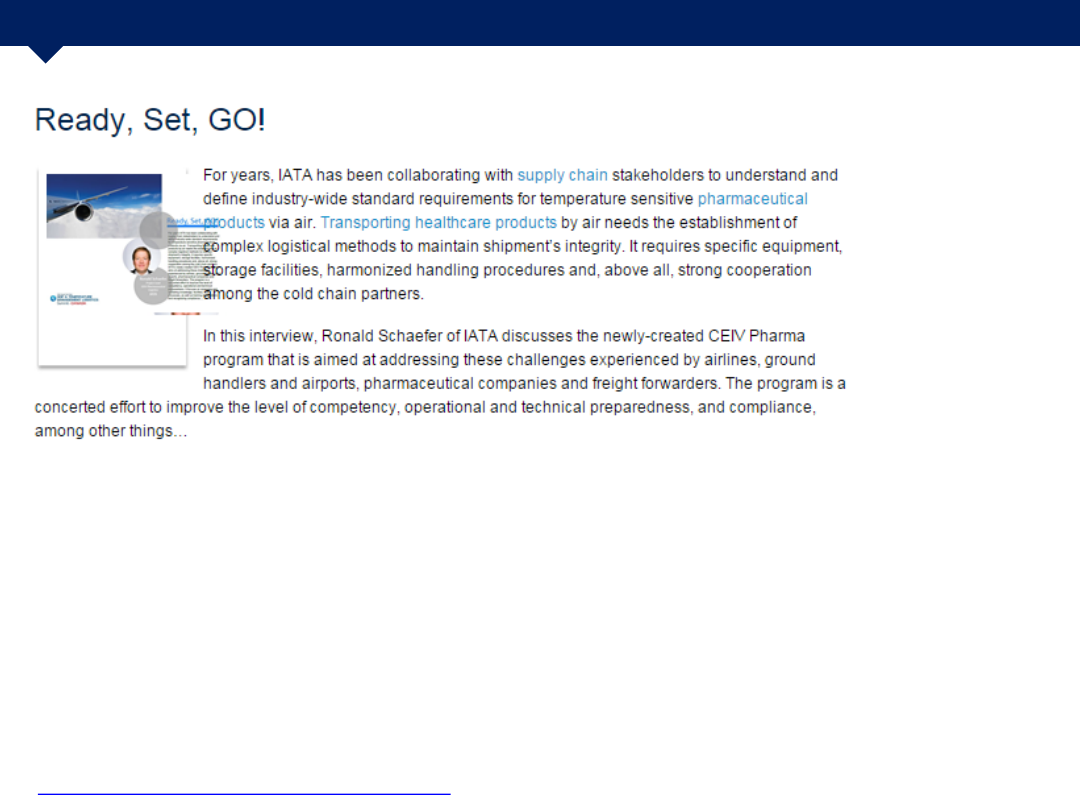 Ready, Set, GO!
For years, IATA has been collaborating with supply chain stakeholders to understand and
define industry-wide standard requirements for temperature sensitive pharmaceutical
products via air. Transporting healthcare products by air needs the establishment of
complex logistical methods to maintain shipment's integrity. It requires specific equipment,
storage facilities, harmonized handling procedures and, above all, strong cooperation
among the cold chain partners.
In this interview, Ronald Schaefer of IATA discusses the newly-created CEIV Pharma
program that is aimed at addressing these challenges experienced by airlines, ground
handlers and airports, pharmaceutical companies and freight forwarders. The program is a
concerted effort to improve the level of competency, operational and technical preparedness, and compliance,
among other things…